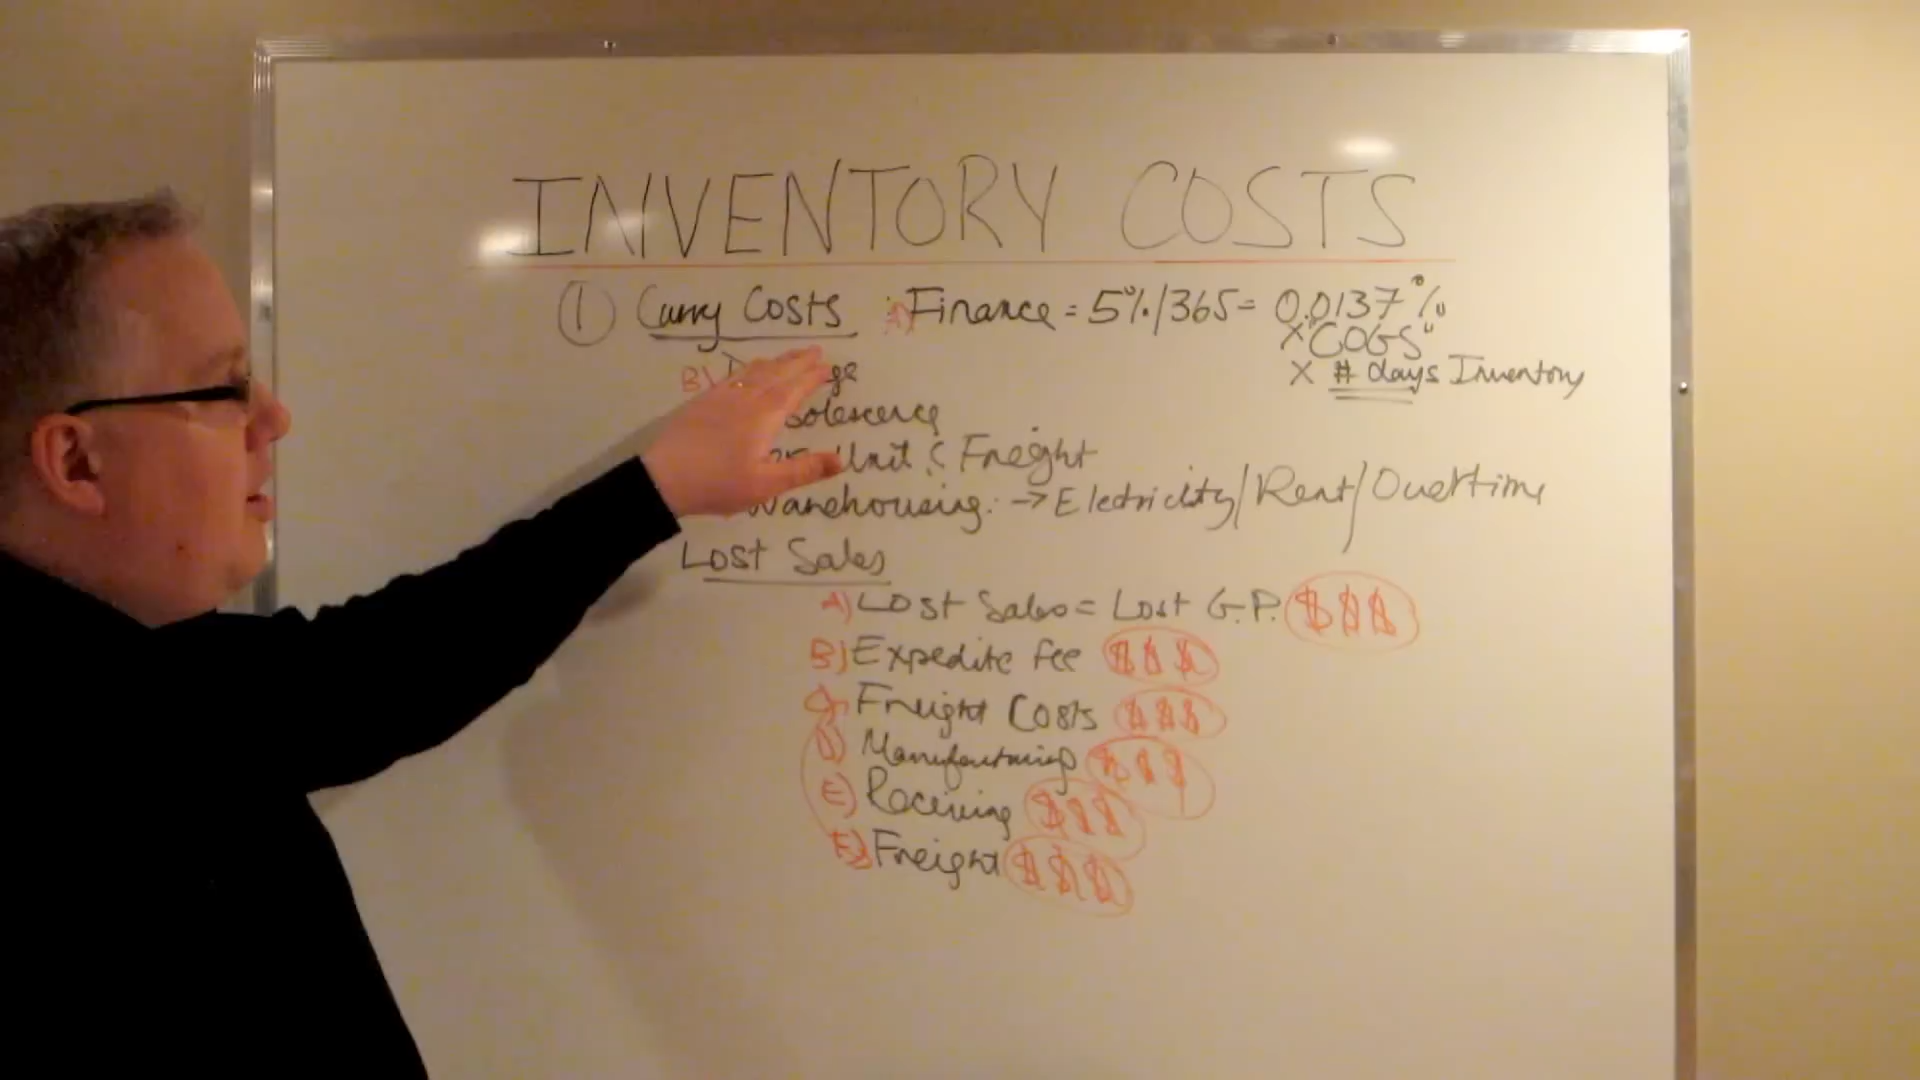 INVENTORY COSTS
① Carry Costs : A) Finance = 5%/365 = 0.0137%
X "COGS"
X # days Inventory
B)
Unit & Freight
Warehousing: → Electricity/Rent/Overtime
Lost Sales
A) Lost Sales = Lost G.P. $$$
B) Expedite Fee $$$
C) Freight Costs $$$
D) Manufacturing $$$
E) Receiving $$$
F) Freight $$$